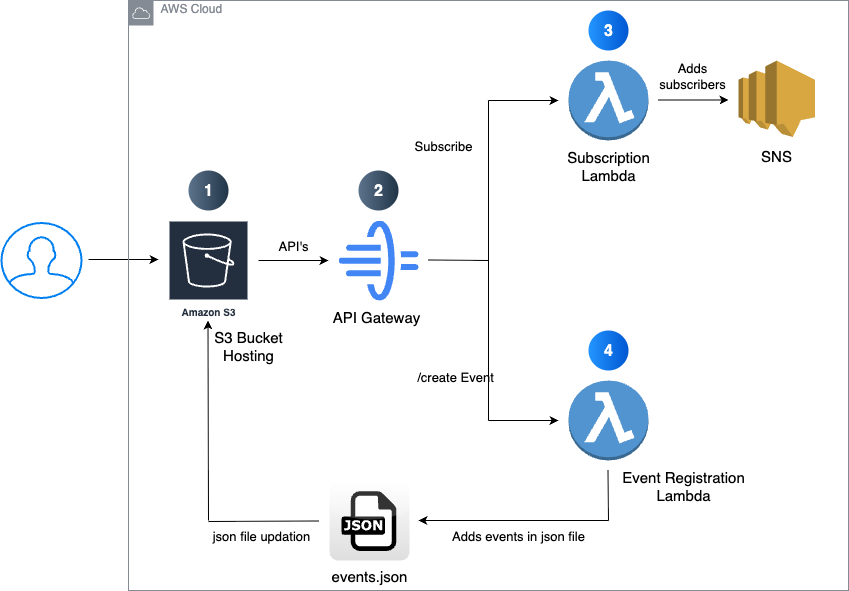 AWS Cloud
3
Adds
subscribers
Subscribe
Subscription
Lambda
SNS
1
2
API's
Amazon S3
API Gateway
S3 Bucket
Hosting
4
/create Event
Event Registration
Lambda
JSON
json file updation
Adds events in json file
events.json